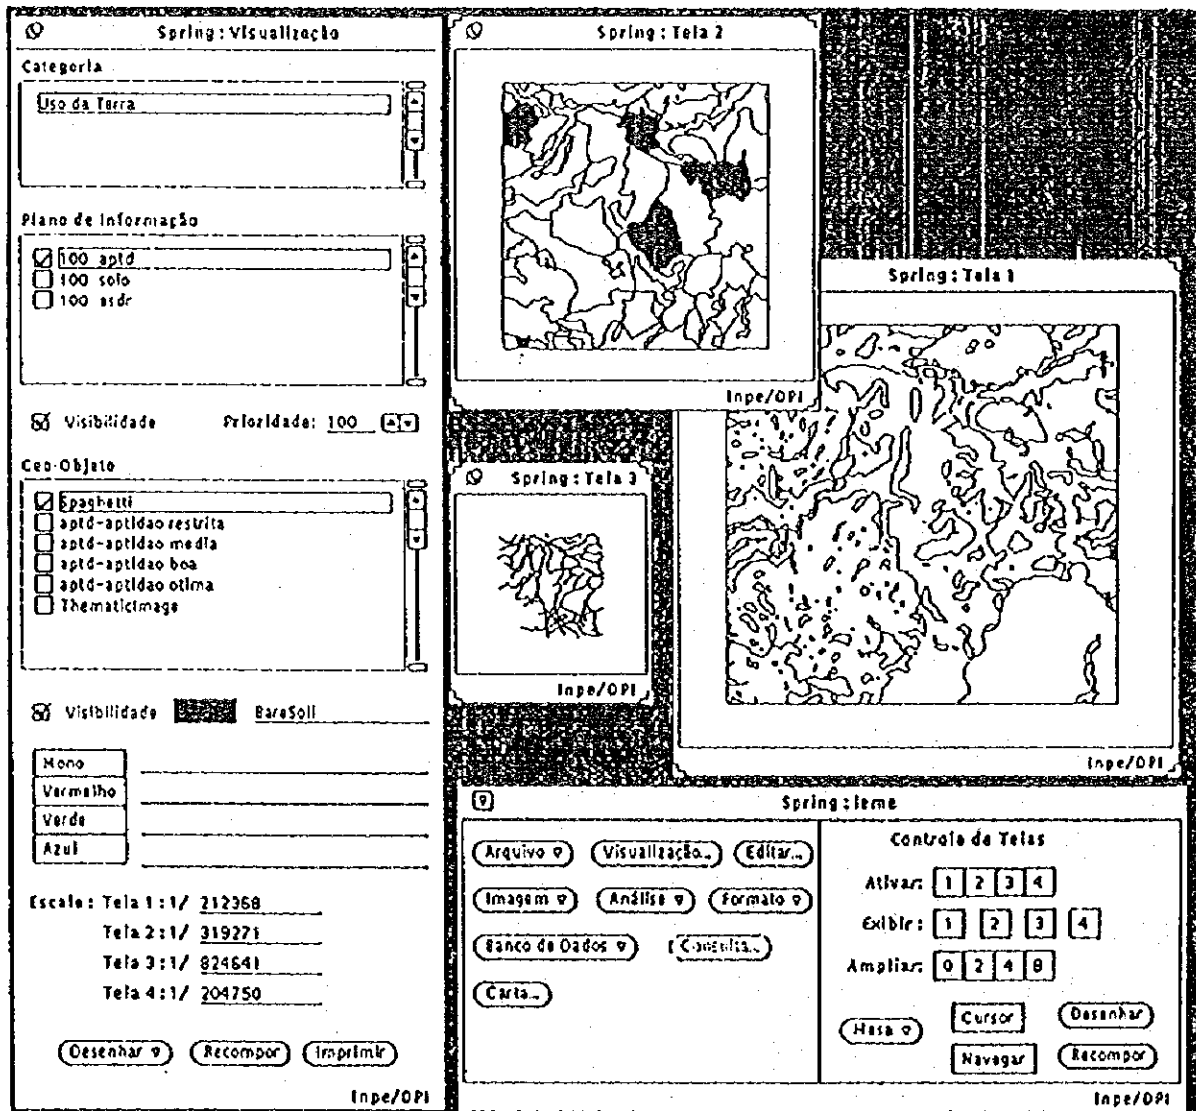 Spring : Visualização
Categoria
Uso da Terra
Plano de Informação
100 aptd
100 solo
100 asdr
Visibilidade Prioridade: 100
Geo-Objeto
Spaghetti
aptd-aptidao restrita
aptd-aptidao media
aptd-aptidao boa
aptd-aptidao otima
ThematicImage
Visibilidade BareSoil
Mono
Vermelho
Verde
Azul
Escala: Tela 1 : 1/ 212368
Tela 2 : 1/ 319271
Tela 3 : 1/ 824641
Tela 4 : 1/ 204750
Desenhar Recompor Imprimir
Inpe/DPI
Spring : Tela 2
Inpe/DPI
Spring : Tela 1
Inpe/DPI
Spring : Tela 3
Inpe/DPI
Spring : leme
Arquivo Visualização... Editar...
Imagem Análise Formato
Banco de Dados Consulta...
Carta...
Controle de Telas
Ativar: 1 2 3 4
Exibir: 1 2 3 4
Ampliar: 0 2 4 8
Mesa Cursor Desenhar
Navegar Recompor
Inpe/DPI